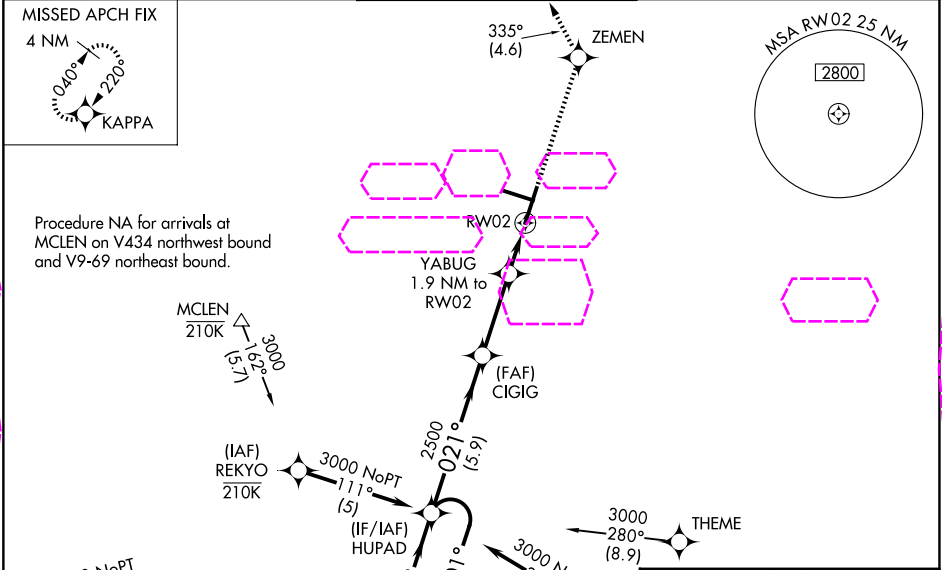 MISSED APCH FIX
4 NM
040°
220°
KAPPA
335°
(4.6)
ZEMEN
MSA RW02 25 NM
2800
Procedure NA for arrivals at
MCLEN on V434 northwest bound
and V9-69 northeast bound.
RW02
YABUG
1.9 NM to
RW02
MCLEN
210K
3000
162°
(5.7)
(FAF)
CIGIG
2500
021°
(5.9)
(IAF)
REKYO
210K
3000 NoPT
111°
(5)
(IF/IAF)
HUPAD
3000
280°
(8.9)
THEME
3000
NoPT